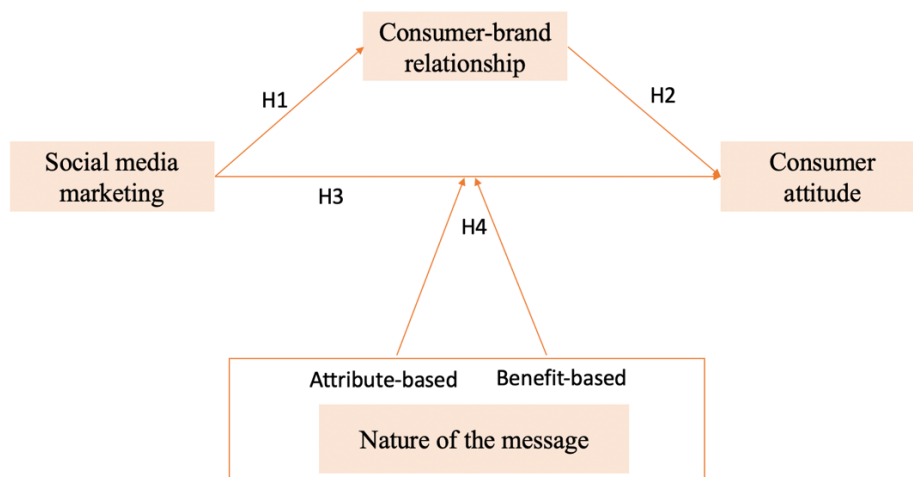 Consumer-brand
relationship
H1
H2
Social media
marketing
Consumer
attitude
H3
H4
Attribute-based
Benefit-based
Nature of the message